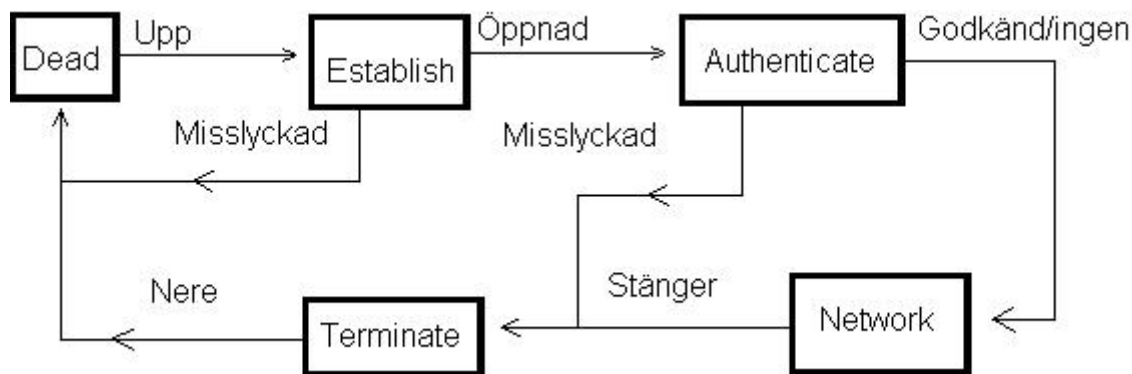 Upp
Öppnad
Godkänd/ingen
Dead
Establish
Authenticate
Misslyckad
Misslyckad
Nere
Stänger
Terminate
Network